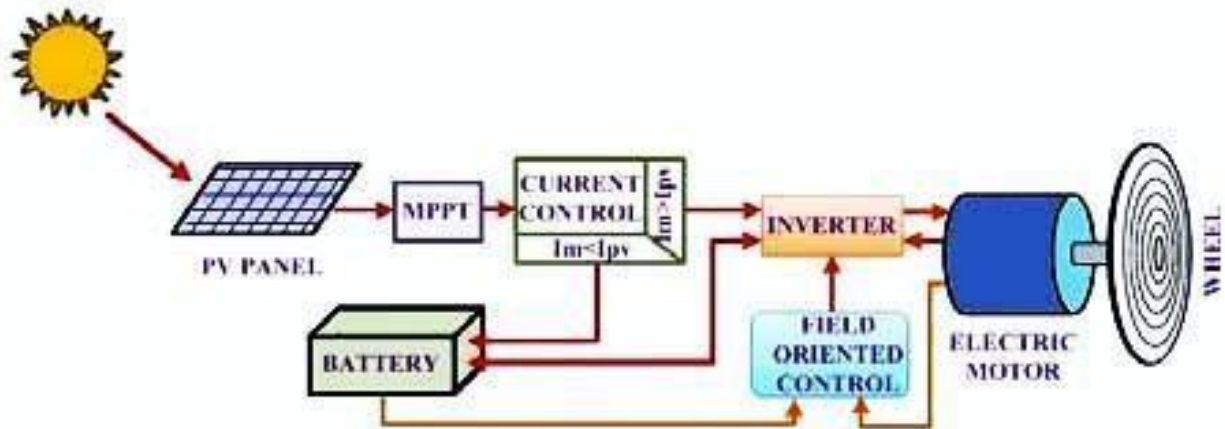 PV PANEL
MPPT
CURRENT
CONTROL
Im>Ipv
Im<Ipv
INVERTER
BATTERY
FIELD
ORIENTED
CONTROL
ELECTRIC
MOTOR
WHEEL